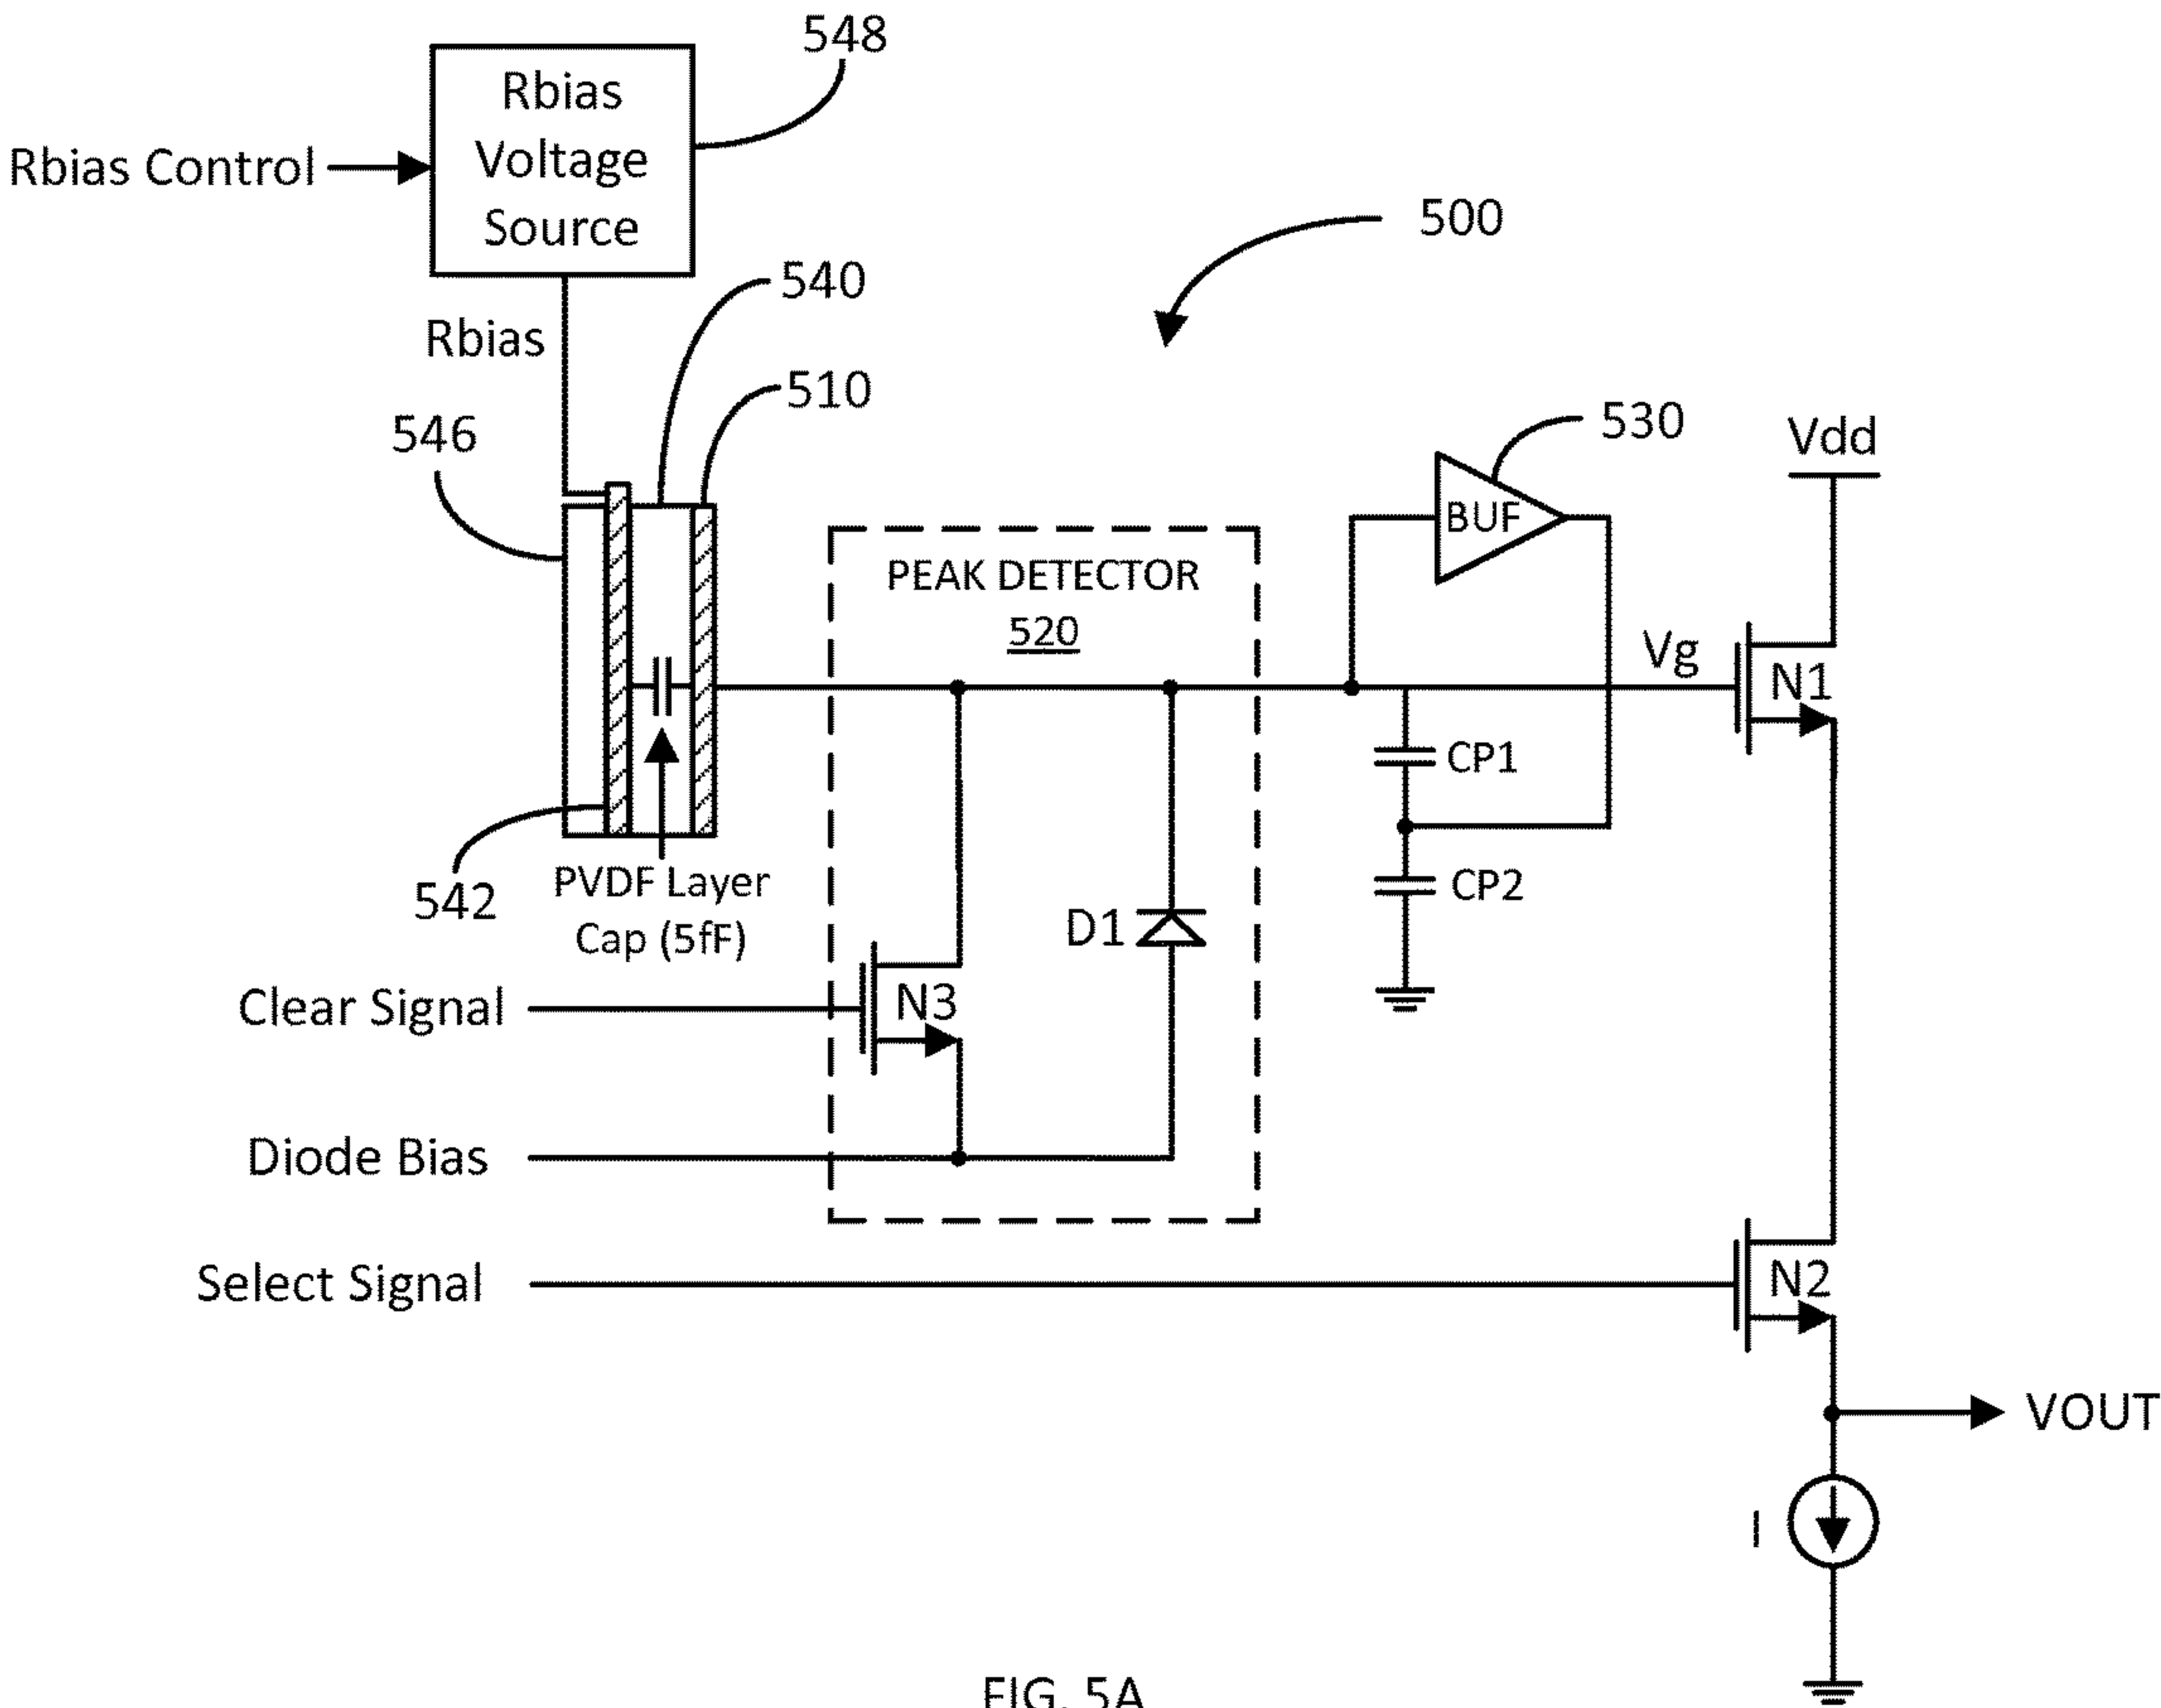 548
Rbias
Voltage
Source
Rbias Control
500
540
Rbias
510
546
530
Vdd
BUF
PEAK DETECTOR
520
Vg
N1
CP1
PVDF Layer
Cap (5fF)
542
CP2
D1
Clear Signal
N3
Diode Bias
Select Signal
N2
VOUT
I
FIG. 5A